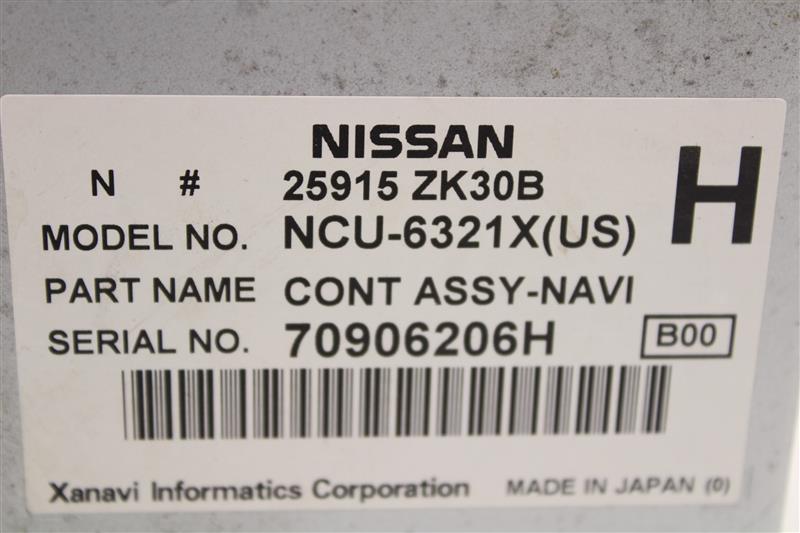 NISSAN
N # 25915 ZK30B
H
MODEL NO. NCU-6321X(US)
PART NAME CONT ASSY-NAVI
SERIAL NO. 70906206H B00
Xanavi Informatics Corporation MADE IN JAPAN (0)